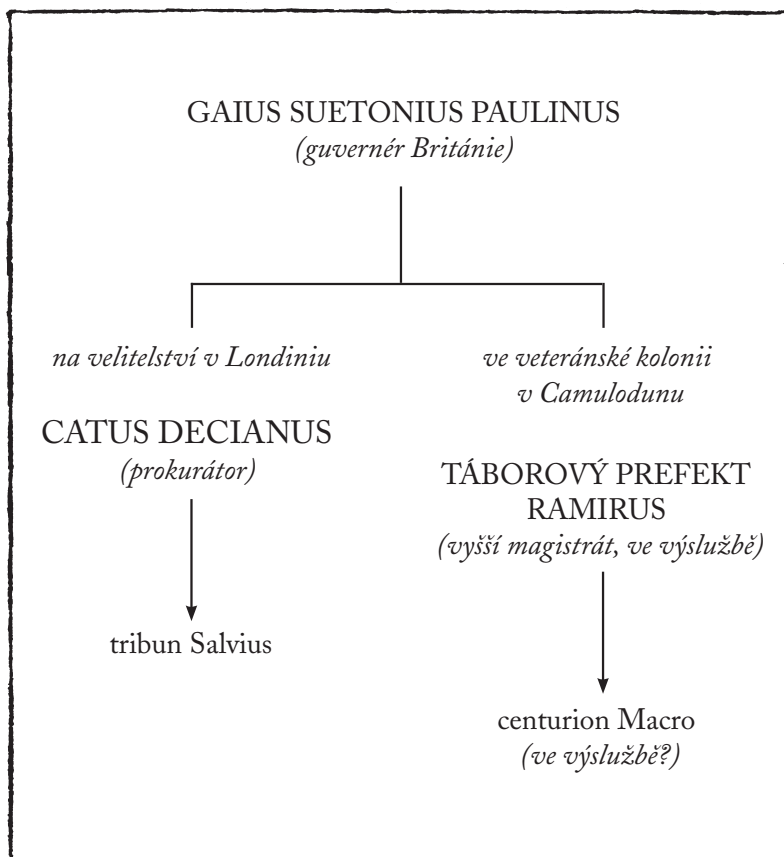 GAIUS SUETONIUS PAULINUS
(guvernér Británie)
na velitelství v Londiniu
CATUS DECIANUS
(prokurátor)
tribun Salvius
ve veteránské kolonii
v Camulodunu
TÁBOROVÝ PREFEKT
RAMIRUS
(vyšší magistrát, ve výslužbě)
centurion Macro
(ve výslužbě?)